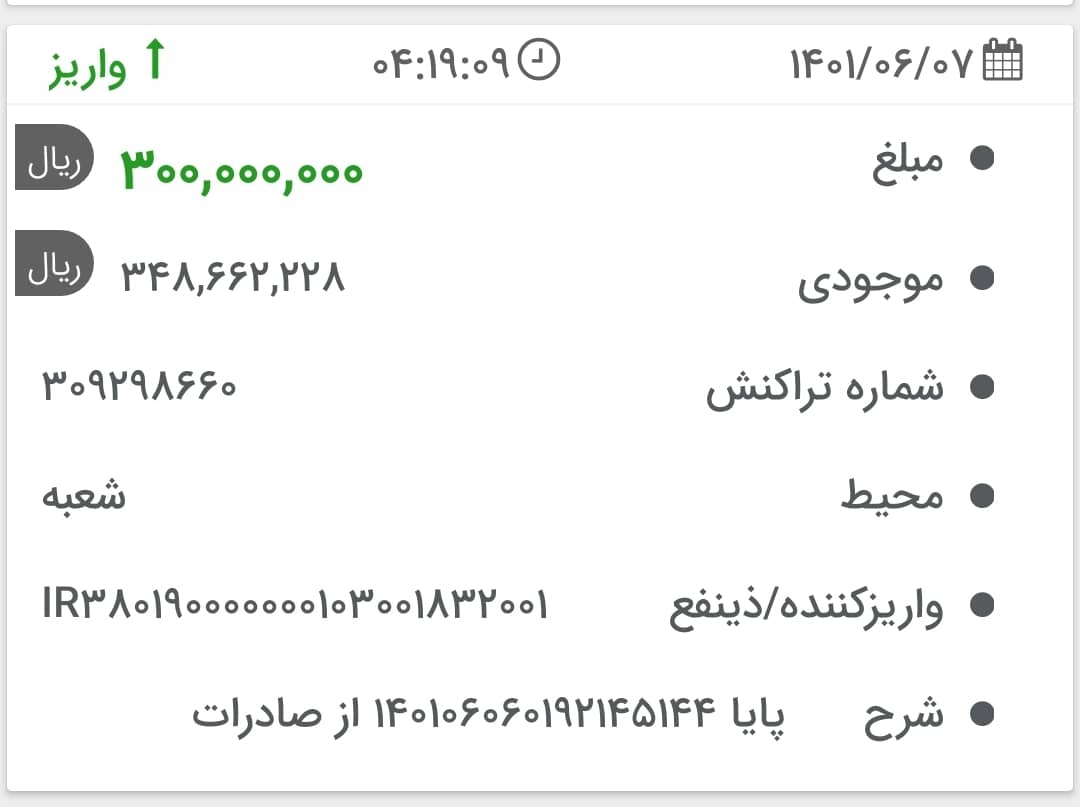 ۱۴۰۱/۰۶/۰۷ ۰۴:۱۹:۰۹ واریز
مبلغ ۳۰۰,۰۰۰,۰۰۰ ریال
موجودی ۳۴۸,۶۶۲,۲۲۸ ریال
شماره تراکنش ۳۰۹۲۹۸۶۶۰
محیط شعبه
واریزکننده/ذینفع IR۳۸۰۱۹۰۰۰۰۰۰۰۱۰۳۰۰۱۸۳۲۰۰۱
شرح پایا ۱۴۰۱۰۶۰۶۰۱۹۲۱۴۵۱۴۴ از صادرات